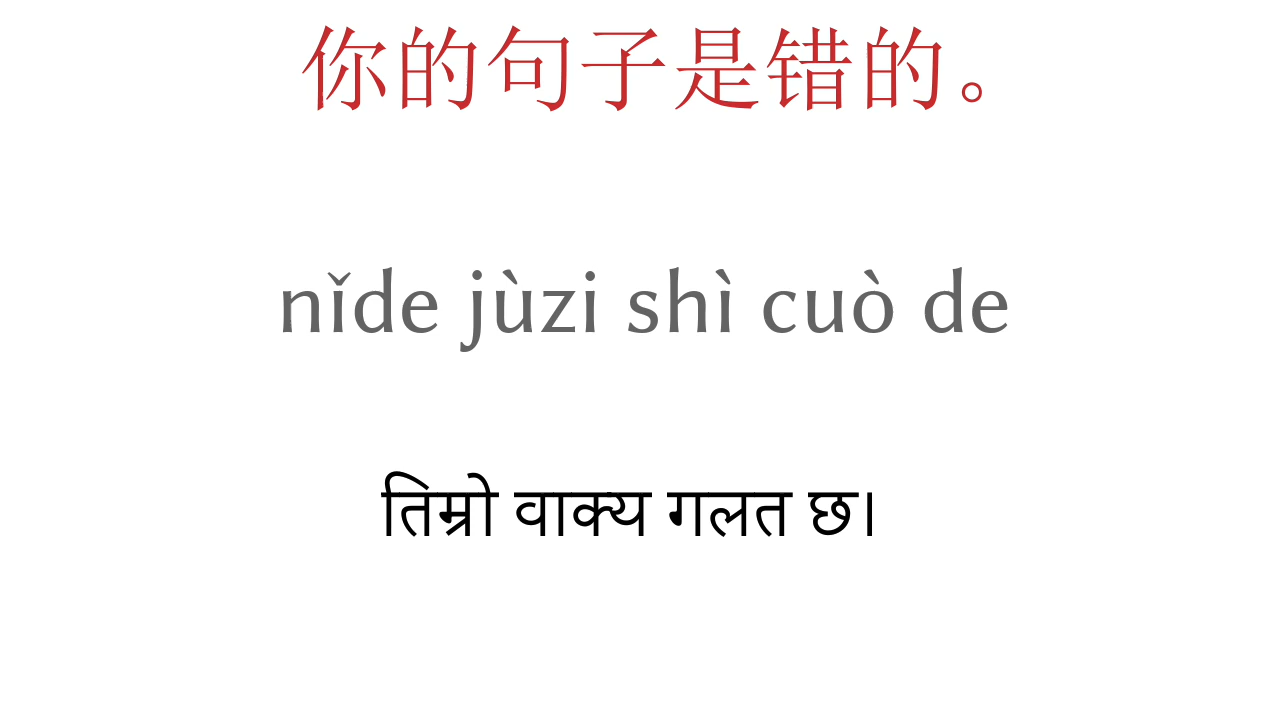 你的句子是错的。
nǐde jùzi shì cuò de
तिम्रो वाक्य गलत छ।